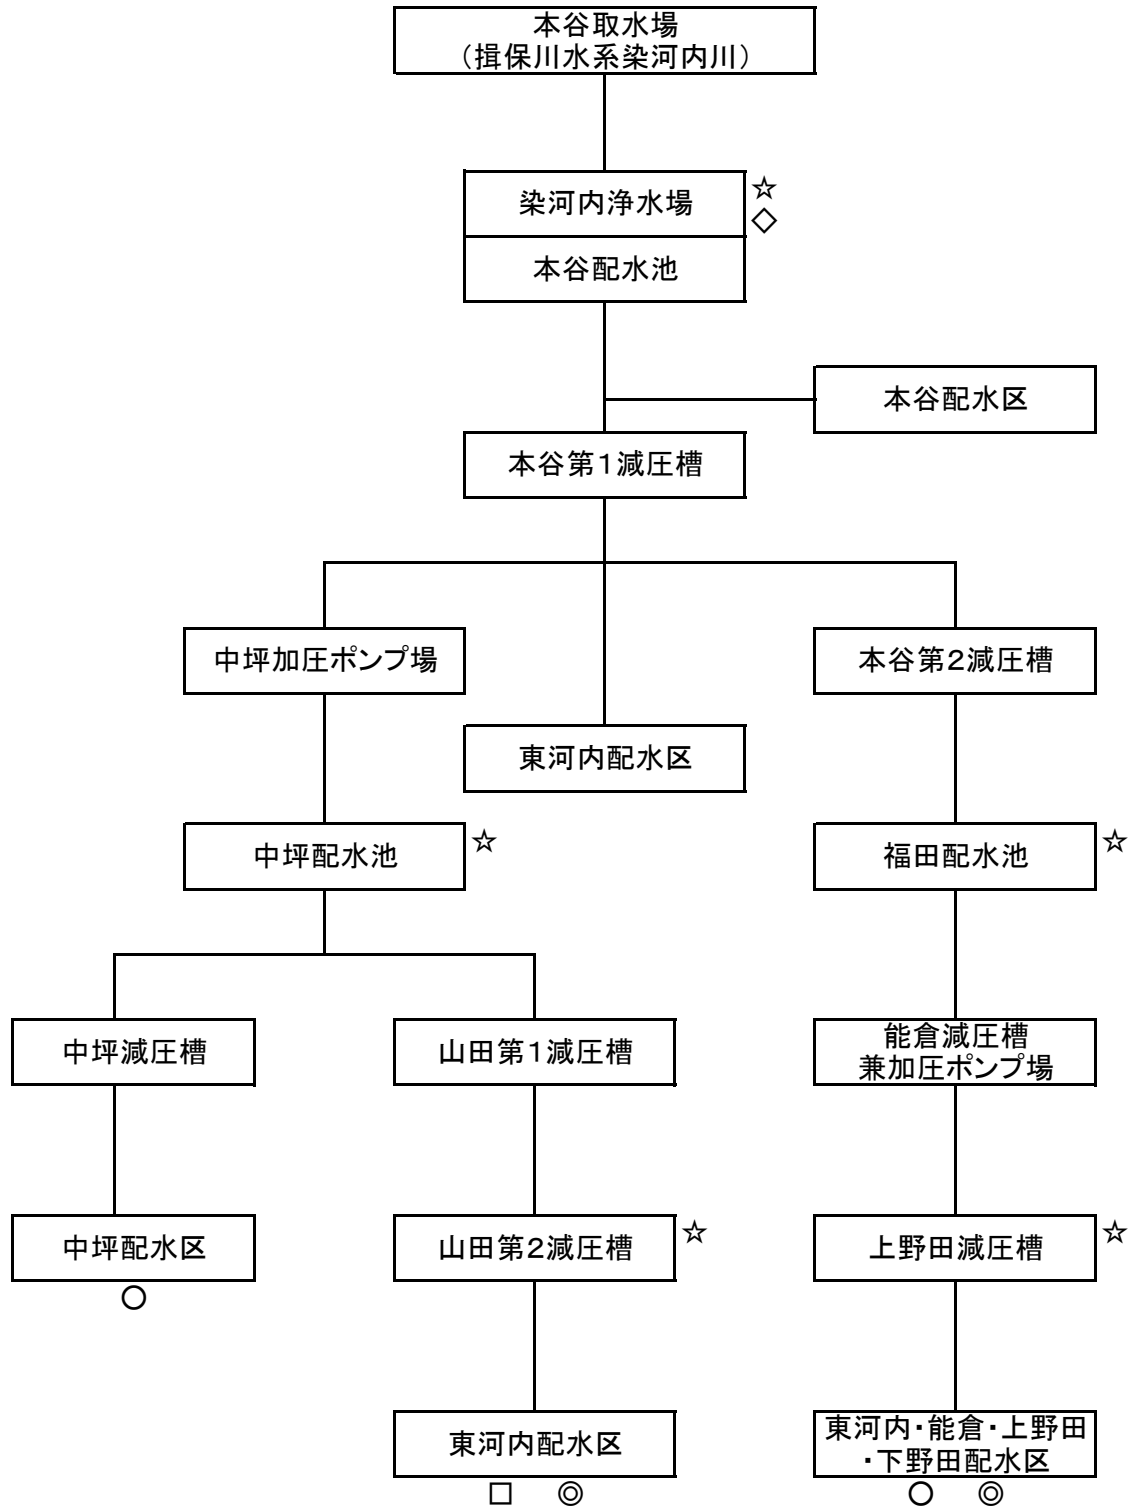 本谷取水場
（揖保川水系染河内川）
染河内浄水場
☆
◇
本谷配水池
本谷配水区
本谷第1減圧槽
中坪加圧ポンプ場
本谷第2減圧槽
東河内配水区
中坪配水池
☆
福田配水池
☆
中坪減圧槽
山田第1減圧槽
能倉減圧槽
兼加圧ポンプ場
中坪配水区
○
山田第2減圧槽
☆
上野田減圧槽
☆
東河内配水区
□ ◎
東河内・能倉・上野田
・下野田配水区
○ ◎